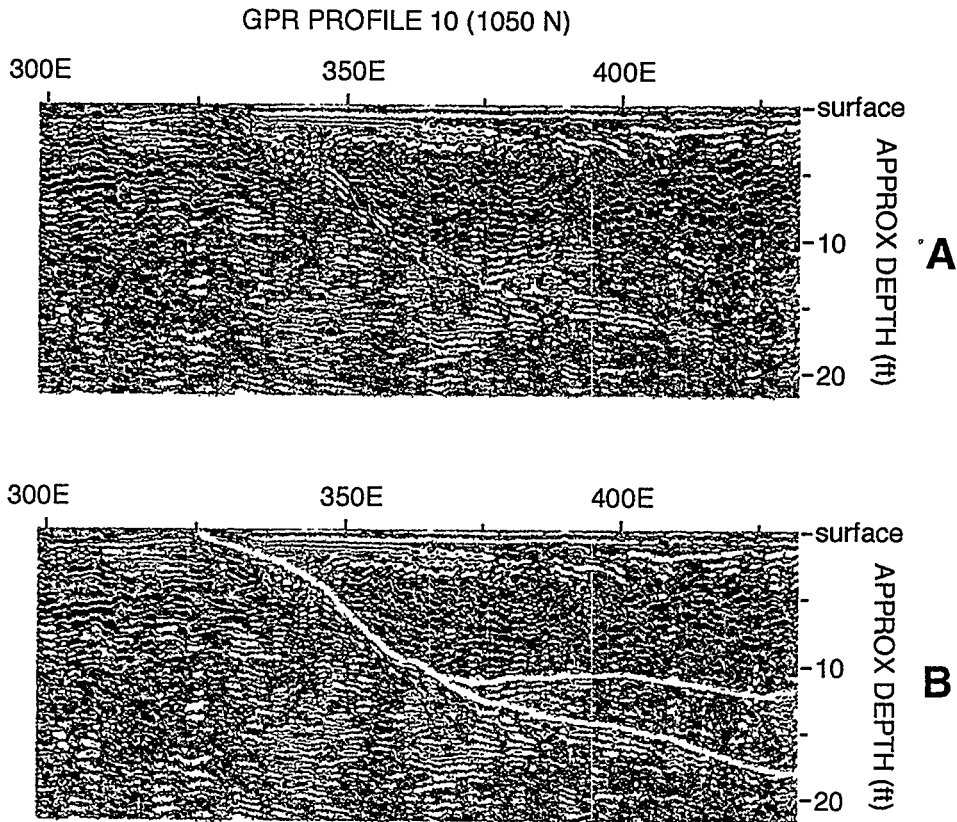 GPR PROFILE 10 (1050 N)
300E 350E 400E
surface
10
20
APPROX DEPTH (ft)
A
300E 350E 400E
surface
10
20
APPROX DEPTH (ft)
B